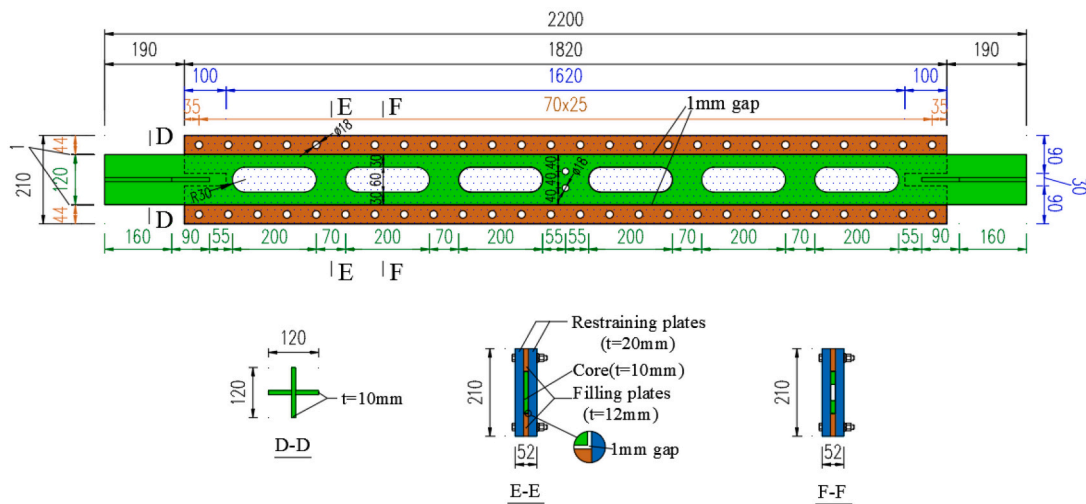 2200
190
1820
190
100
1620
100
35
E
F
70x25
1mm gap
35
D
ø18
1
44
210
120
44
R30
30
60
30
40
40
40
40
ø18
90
30
90
D
160
90
55
200
70
200
70
200
55
55
200
70
200
70
200
55
90
160
E
F
120
120
t=10mm
D-D
Restraining plates
(t=20mm)
210
Core(t=10mm)
Filling plates
(t=12mm)
1mm gap
52
E-E
210
52
F-F